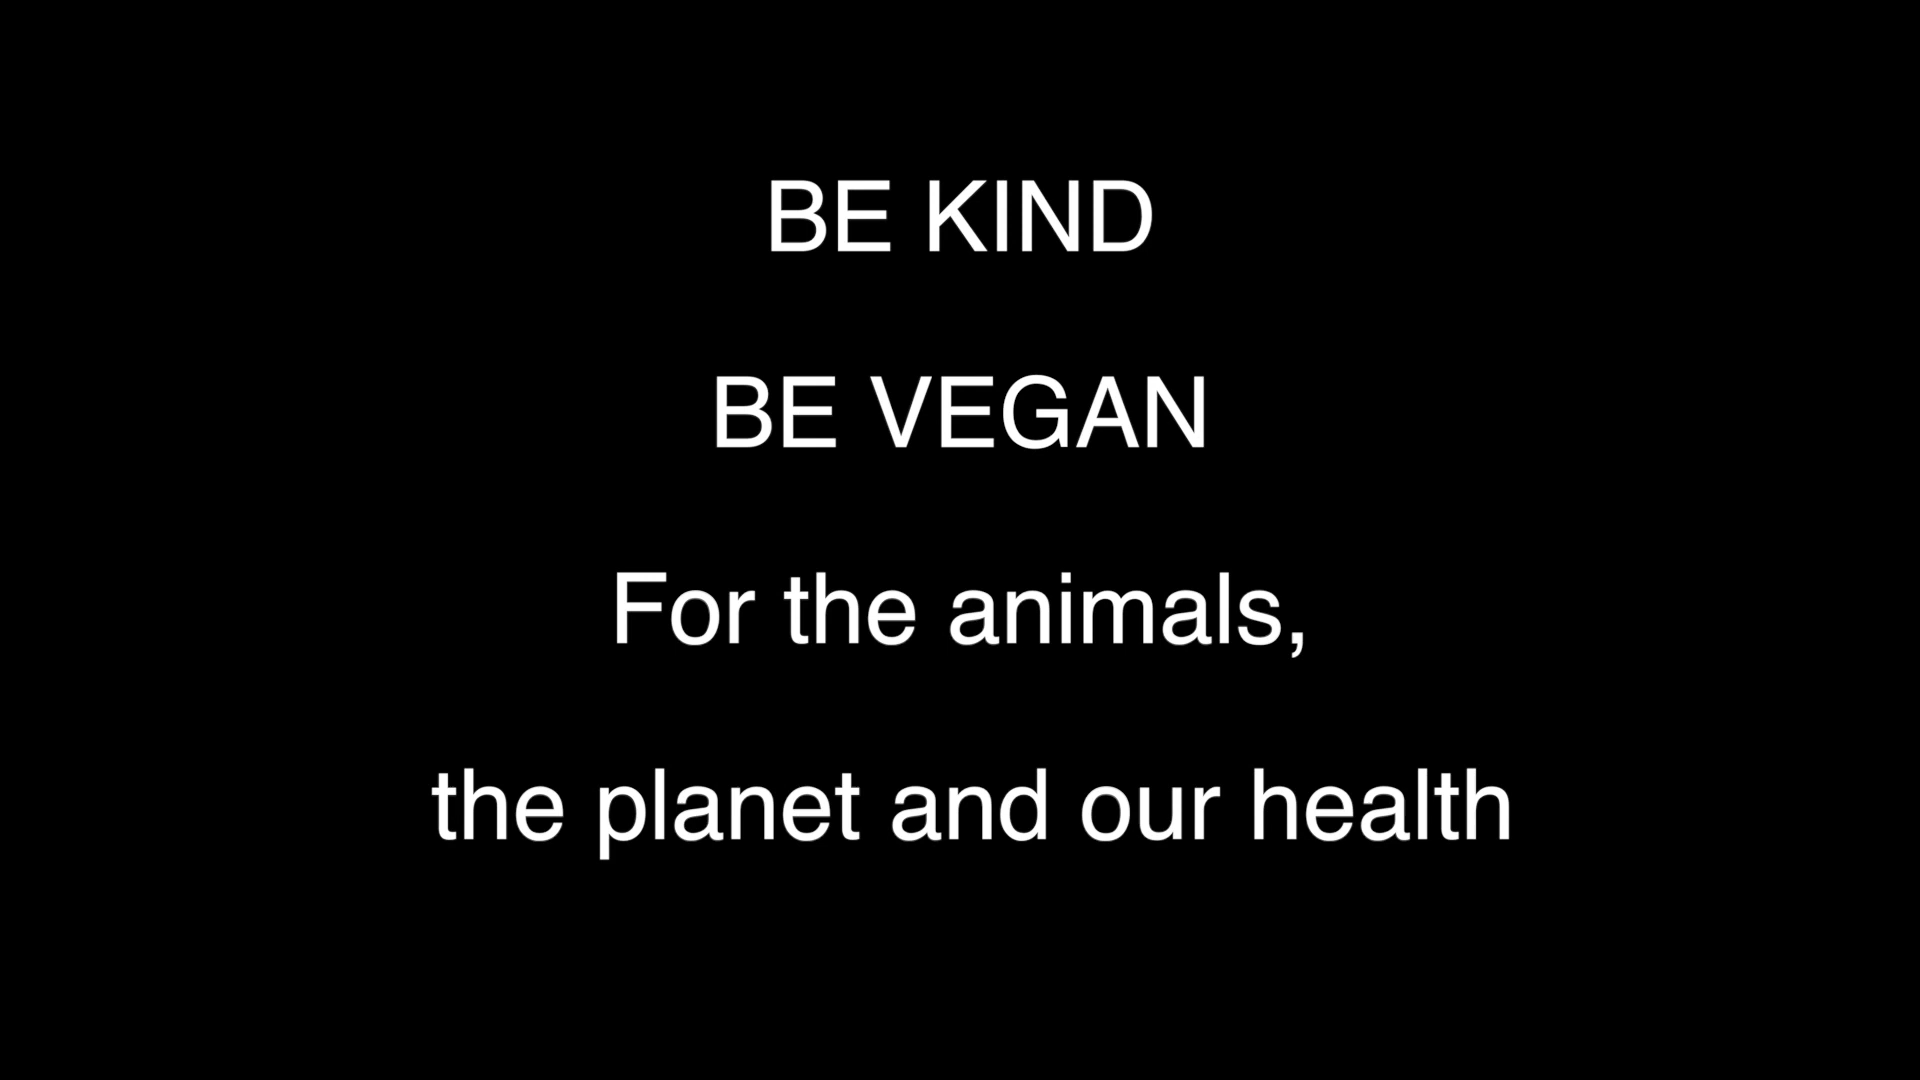 BE KIND
BE VEGAN
For the animals,
the planet and our health